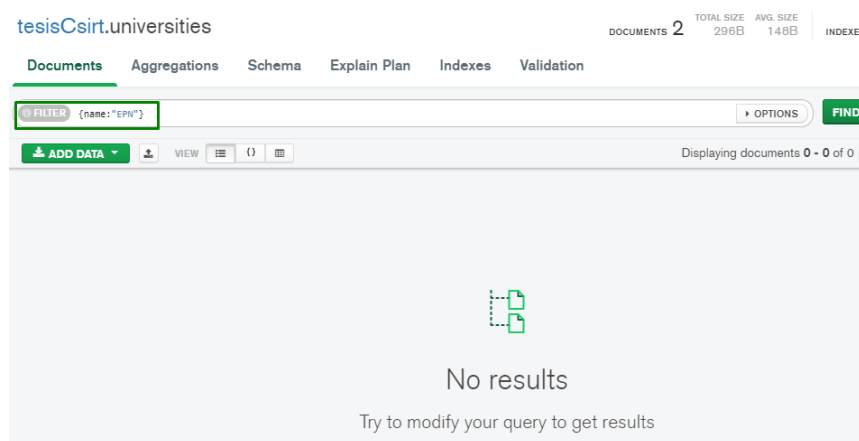 tesisCsirt.universities
DOCUMENTS 2 TOTAL SIZE 296B AVG. SIZE 148B INDEXE
Documents Aggregations Schema Explain Plan Indexes Validation
FILTER {name:"EPN"} OPTIONS FIND
ADD DATA VIEW {} Displaying documents 0 - 0 of 0
No results
Try to modify your query to get results